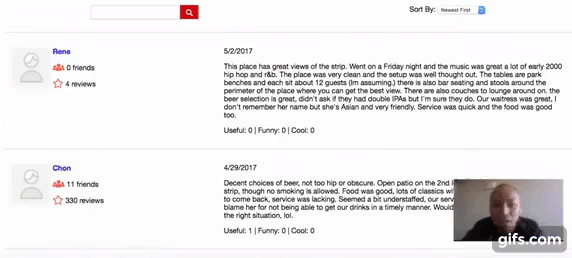 Sort By: Newest First
Rene
5/2/2017
0 friends
4 reviews
This place has great views of the strip. Went on a Friday night and the music was great a lot of early 2000
hip hop and r&b. The place was very clean and the setup was well thought out. The tables are park
benches and each sit about 12 guests (Im assuming.) there is also bar seating and stools around the
perimeter of the place where you can get the best view. There are also couches to lounge around on. the
beer selection is great, didn't ask if they had double IPAs but I'm sure they do. Our waitress was great, I
don't remember her name but she's Asian and very friendly. Service was quick and the food was good
too.
Useful: 0 | Funny: 0 | Cool: 0
Chon
4/29/2017
11 friends
330 reviews
Decent choices of beer, not too hip or obscure. Open patio on the 2nd
strip, though no smoking is allowed. Food was good, lots of classics
to come back, service was lacking. Seemed a bit understaffed, our
blame her for not being able to get our drinks in a timely manner. Would
the right situation, lol.
Useful: 1 | Funny: 0 | Cool: 0
gifs.com